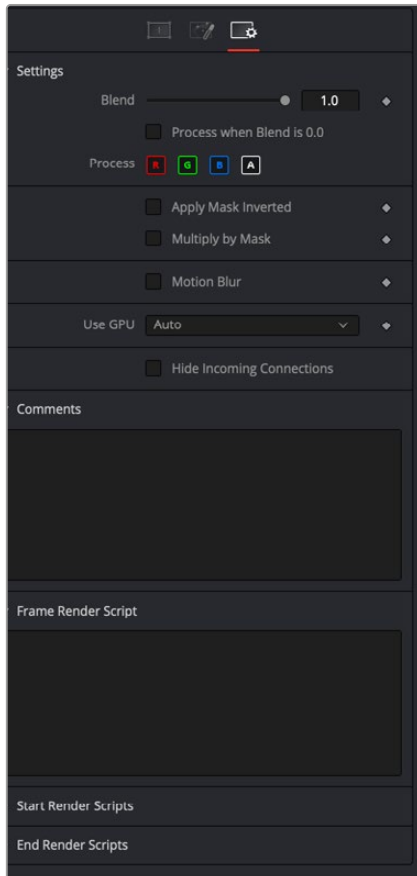 Settings
Blend 1.0
Process when Blend is 0.0
Process R G B A
Apply Mask Inverted
Multiply by Mask
Motion Blur
Use GPU Auto
Hide Incoming Connections
Comments
Frame Render Script
Start Render Scripts
End Render Scripts